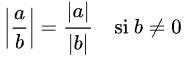 |a/b| = |a|/|b| si b ≠ 0